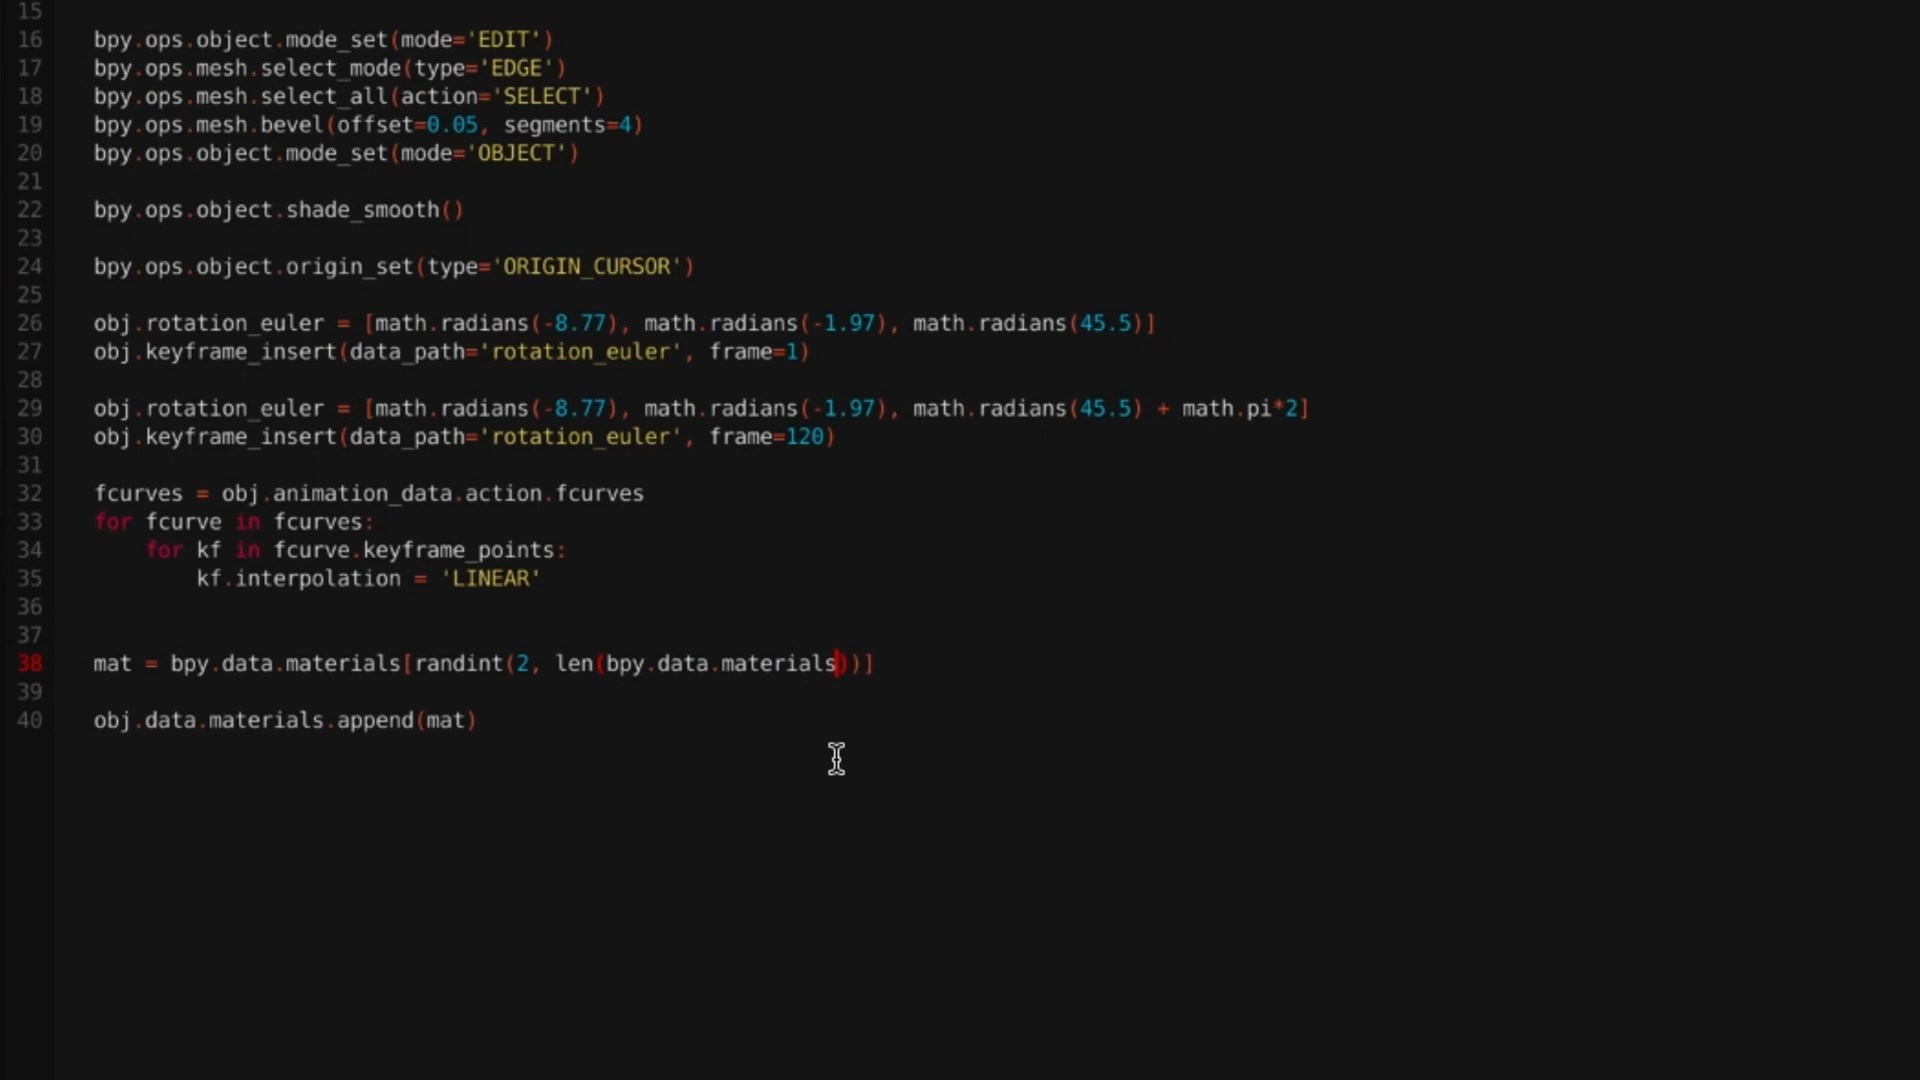 15
16 bpy.ops.object.mode_set(mode='EDIT')
17 bpy.ops.mesh.select_mode(type='EDGE')
18 bpy.ops.mesh.select_all(action='SELECT')
19 bpy.ops.mesh.bevel(offset=0.05, segments=4)
20 bpy.ops.object.mode_set(mode='OBJECT')
21
22 bpy.ops.object.shade_smooth()
23
24 bpy.ops.object.origin_set(type='ORIGIN_CURSOR')
25
26 obj.rotation_euler = [math.radians(-8.77), math.radians(-1.97), math.radians(45.5)]
27 obj.keyframe_insert(data_path='rotation_euler', frame=1)
28
29 obj.rotation_euler = [math.radians(-8.77), math.radians(-1.97), math.radians(45.5) + math.pi*2]
30 obj.keyframe_insert(data_path='rotation_euler', frame=120)
31
32 fcurves = obj.animation_data.action.fcurves
33 for fcurve in fcurves:
34     for kf in fcurve.keyframe_points:
35         kf.interpolation = 'LINEAR'
36
37
38 mat = bpy.data.materials[randint(2, len(bpy.data.materials))]
39
40 obj.data.materials.append(mat)